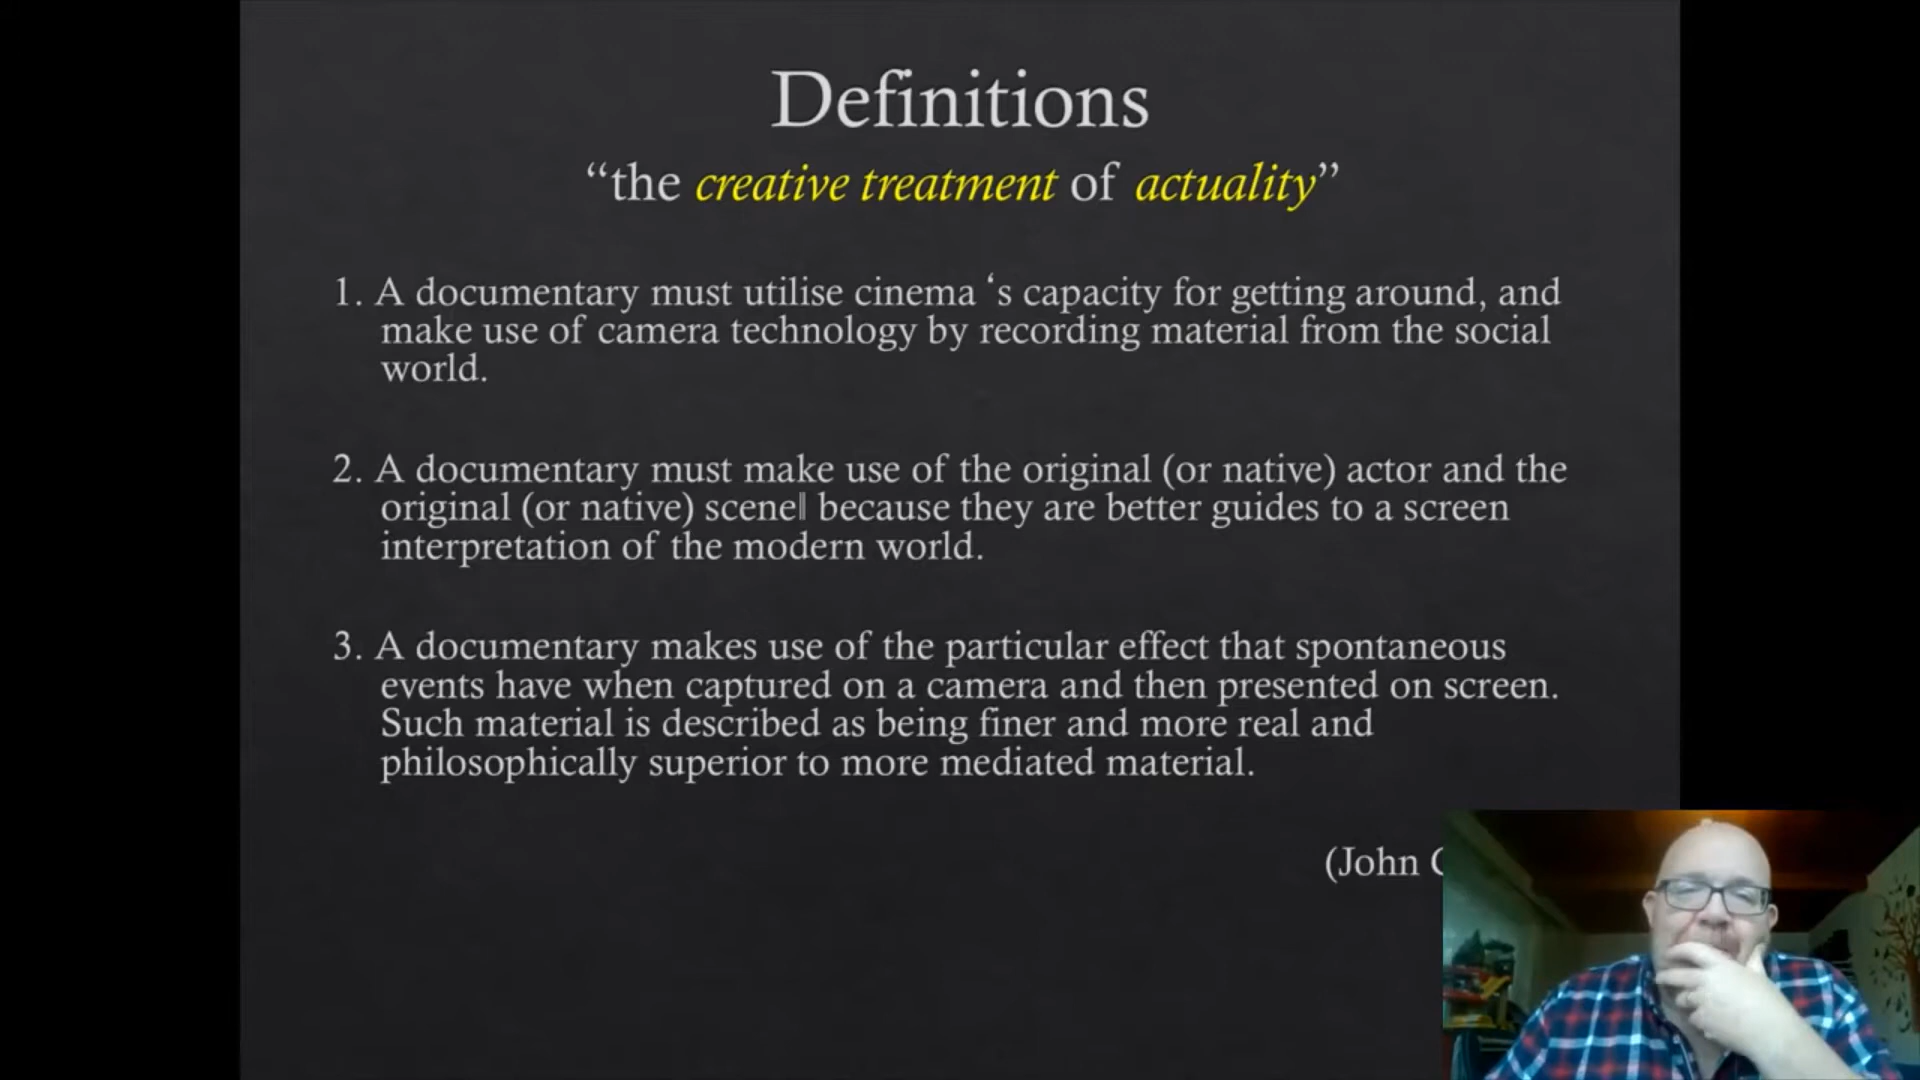 Definitions
“the creative treatment of actuality”
1. A documentary must utilise cinema ‘s capacity for getting around, and
make use of camera technology by recording material from the social
world.
2. A documentary must make use of the original (or native) actor and the
original (or native) scene‖ because they are better guides to a screen
interpretation of the modern world.
3. A documentary makes use of the particular effect that spontaneous
events have when captured on a camera and then presented on screen.
Such material is described as being finer and more real and
philosophically superior to more mediated material.
(John